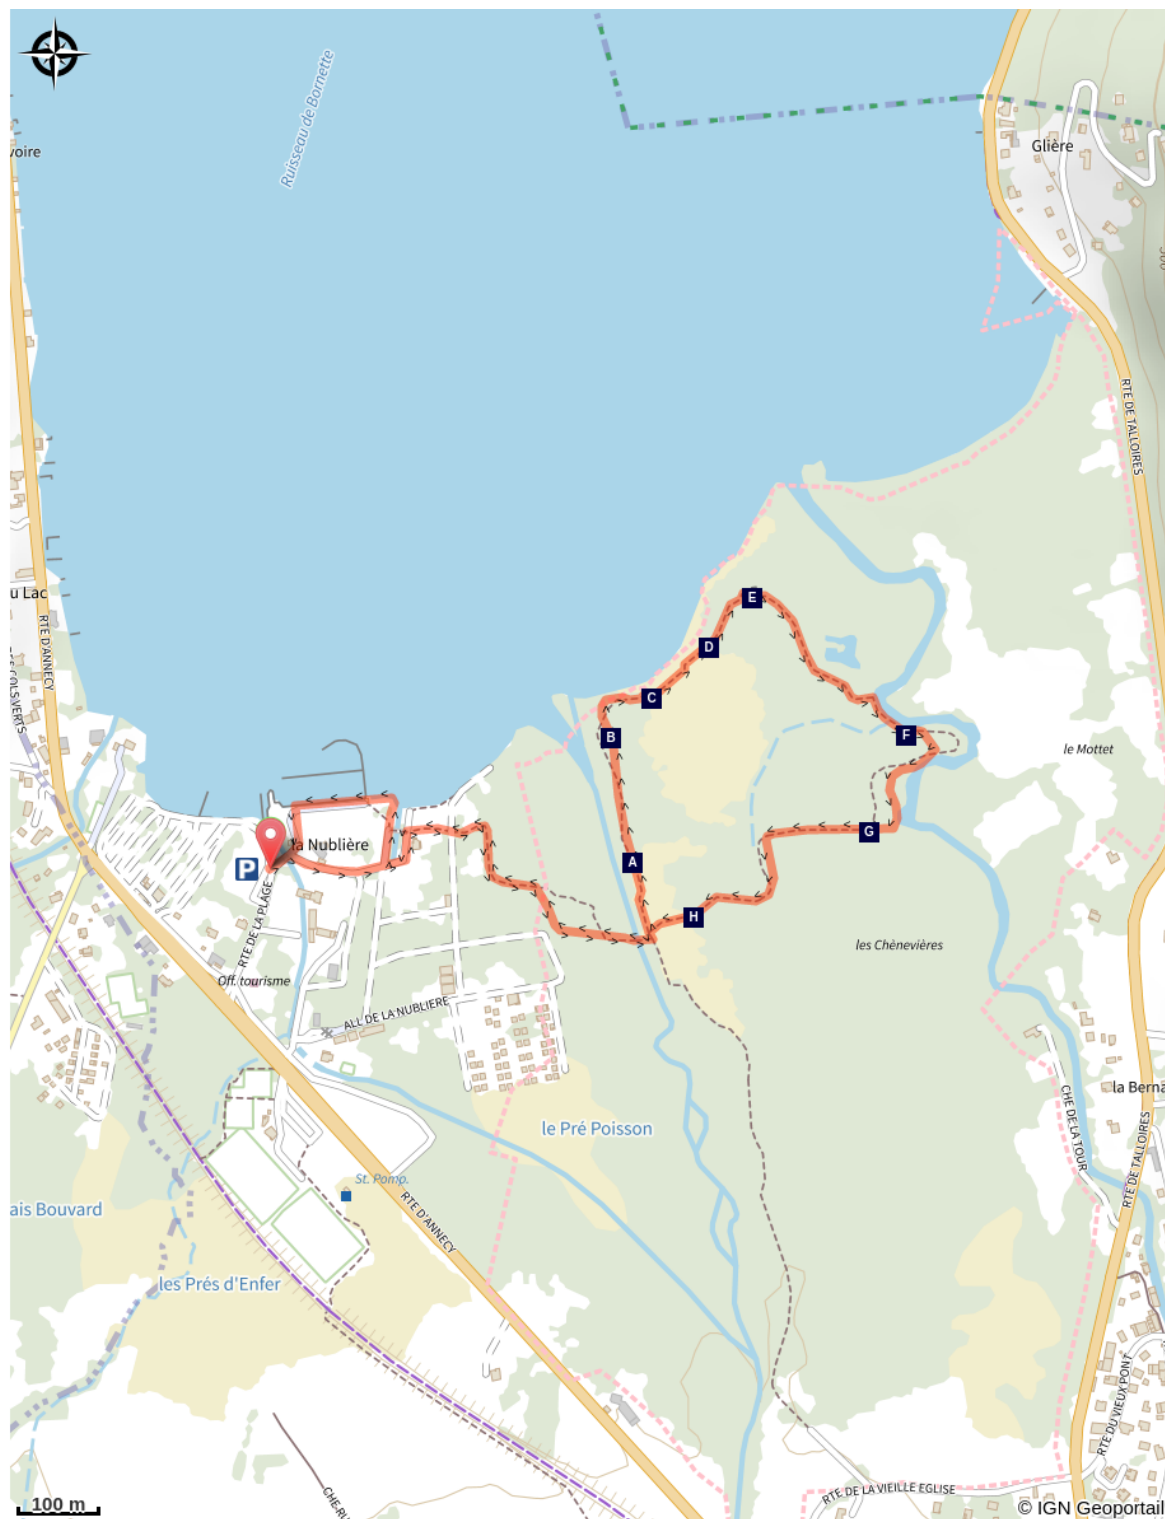 Ruisseau de Bornette
voire
Glière
RTE DE TALLOIRES
u Lac
RTE D'ANNECY
E
D
C
B
F
le Mottet
G
A
P
la Nublière
H
RTE DE LA PLAGE
les Chènevières
Off. tourisme
ALL DE LA NUBLIERE
la Berna
CHE DE LA TOUR
le Pré Poisson
St. Pomp.
RTE DE TALLOIRES
ais Bouvard
RTE D'ANNECY
les Prés d'Enfer
RTE DU VIEUX PONT
RTE DE LA VIEILLE EGLISE
100 m
© IGN Geoportail